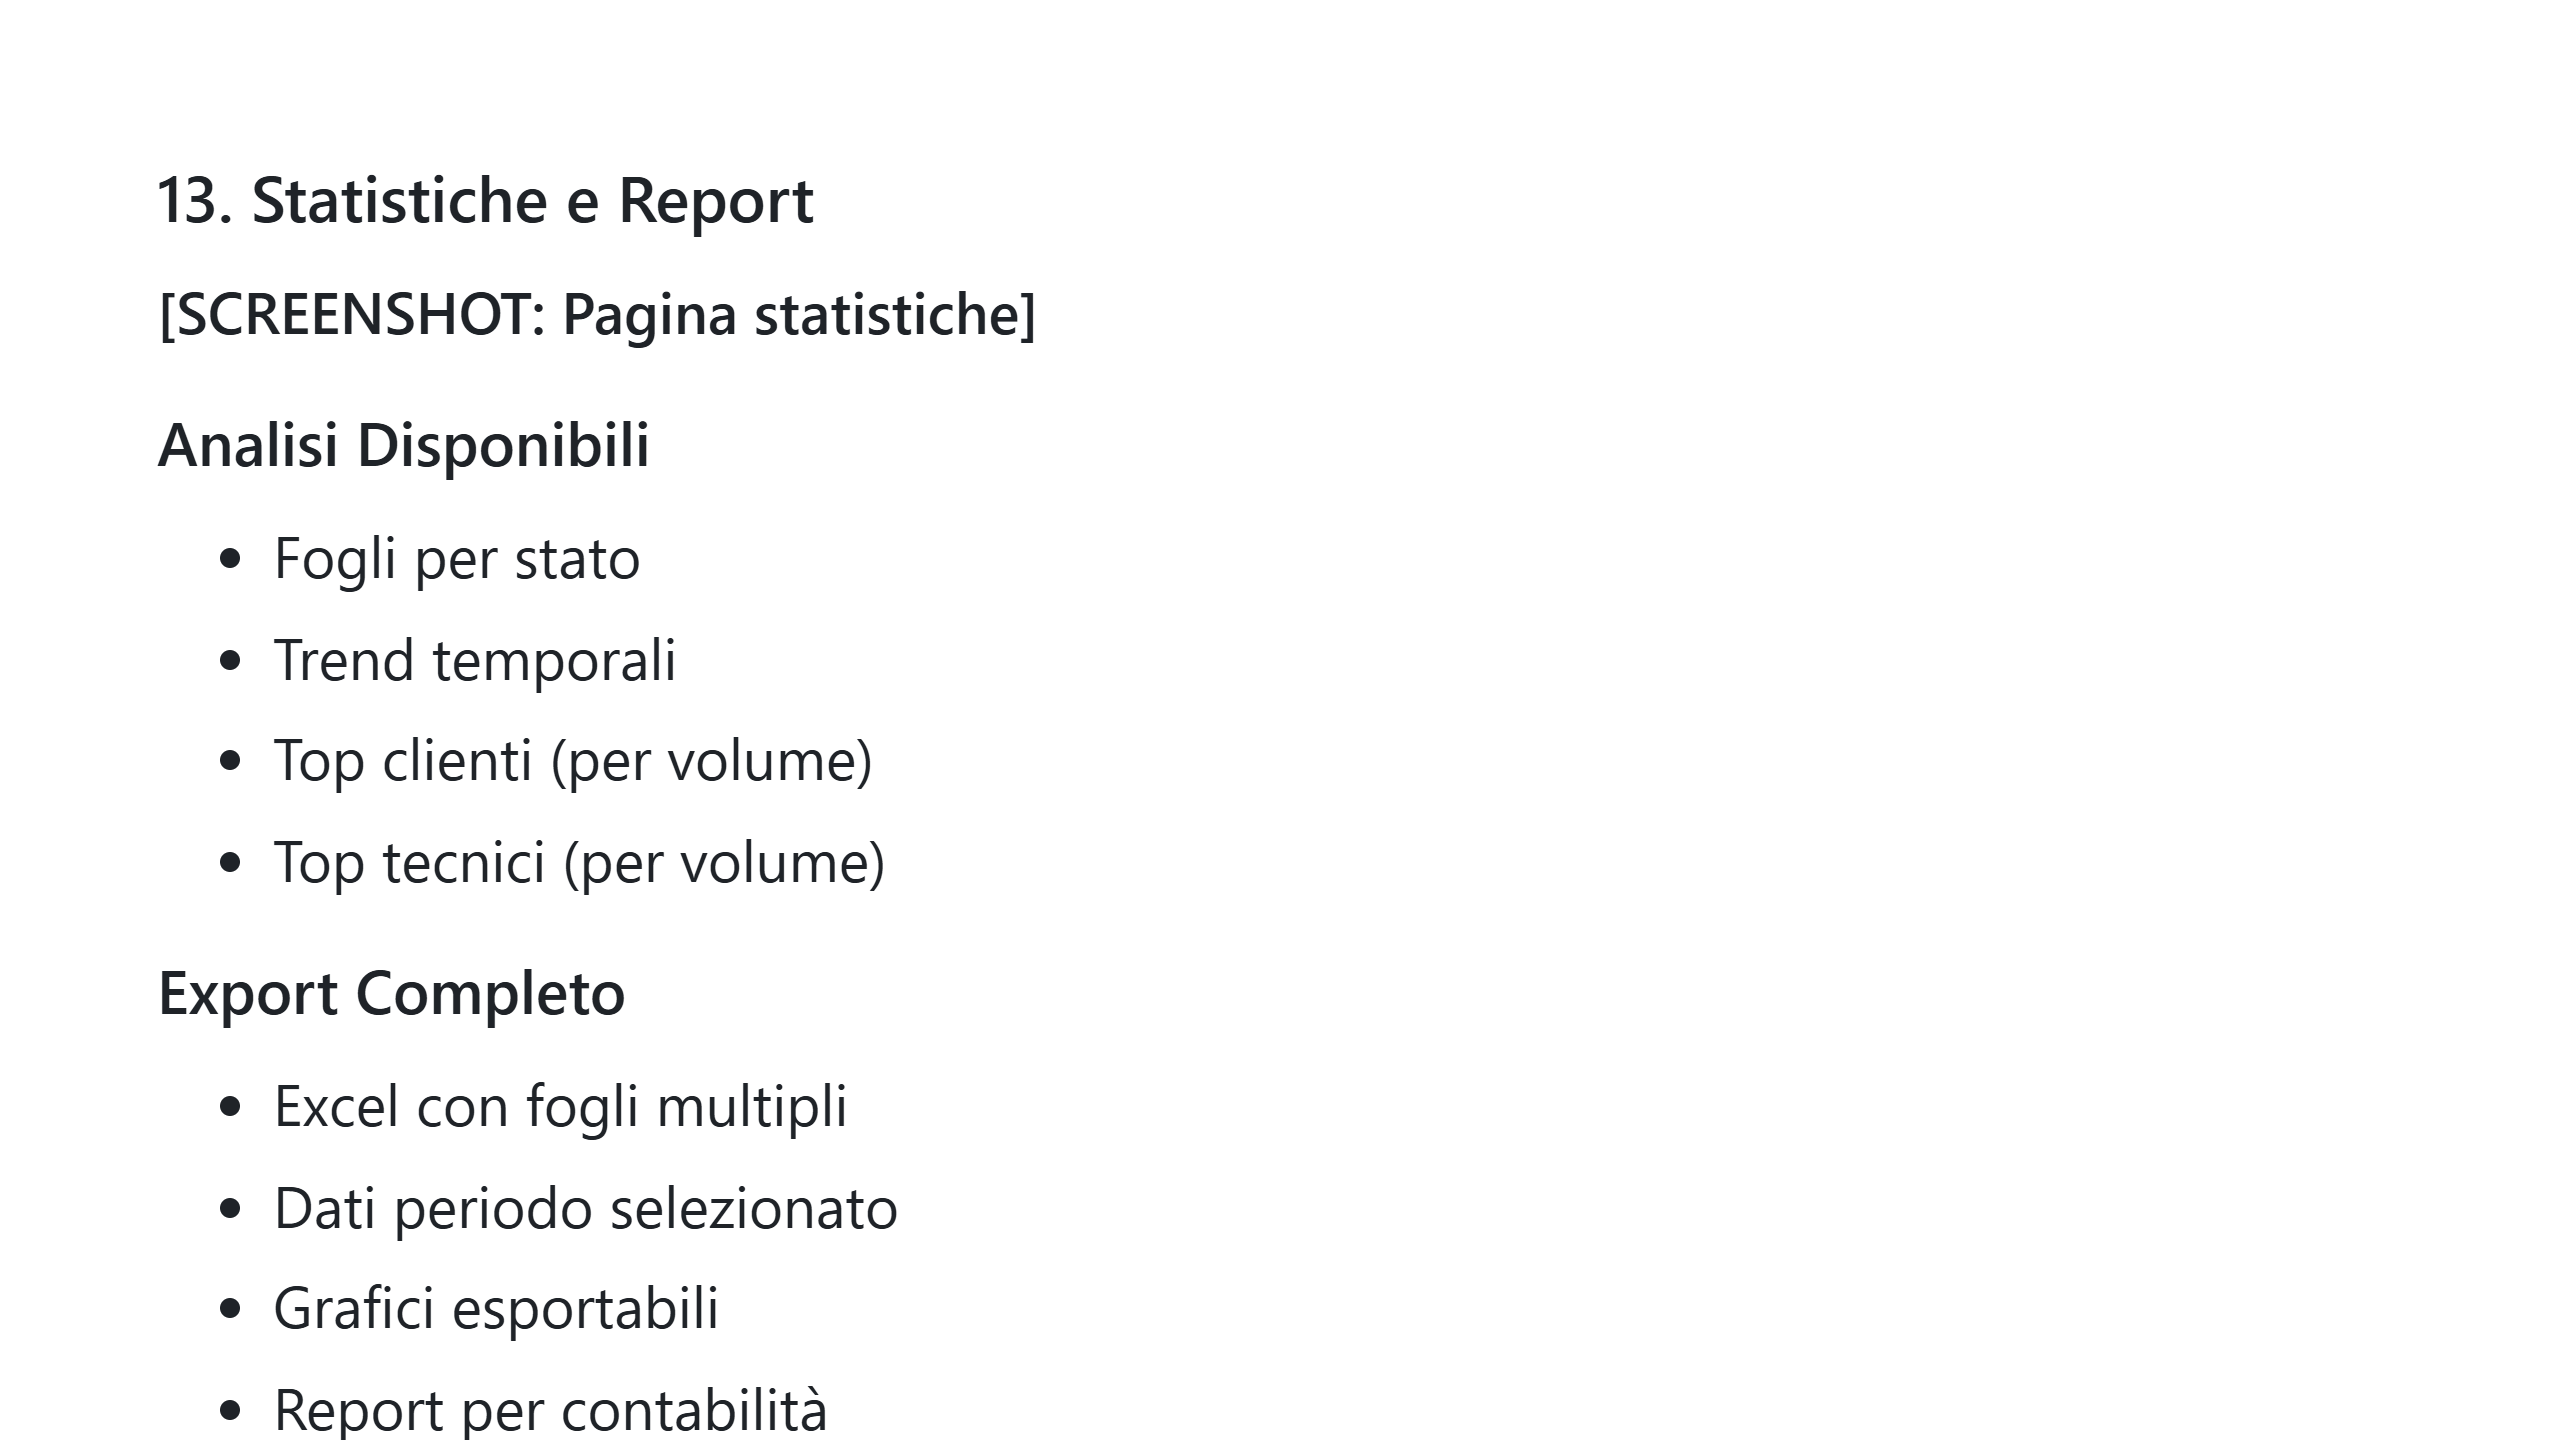 13. Statistiche e Report
[SCREENSHOT: Pagina statistiche]
Analisi Disponibili
• Fogli per stato
• Trend temporali
• Top clienti (per volume)
• Top tecnici (per volume)
Export Completo
• Excel con fogli multipli
• Dati periodo selezionato
• Grafici esportabili
• Report per contabilità